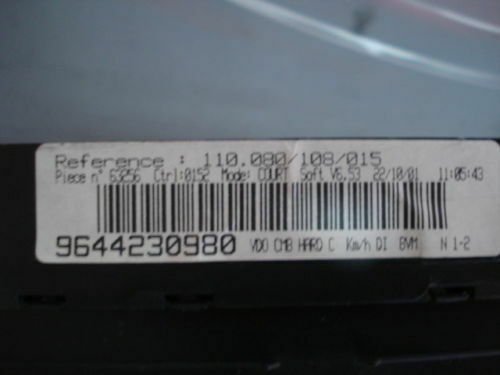 Reference : 110.080/108/015
Piece n° 63256 Ctrl:0152 Mode: COURT Soft V6.53 22/10/01 11:05:43
9644230980 VDO CMB HARD C Km/h DI BVM N 1-2